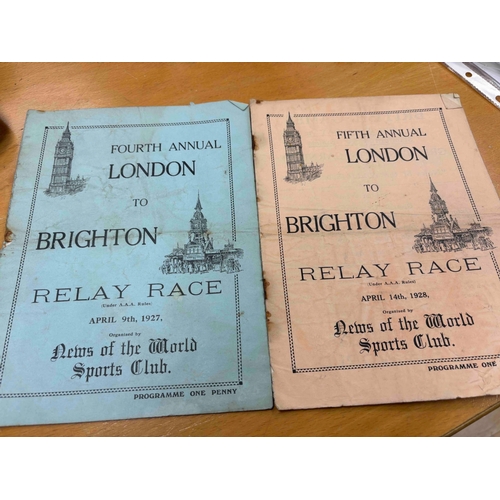 FOURTH ANNUAL
LONDON
TO
BRIGHTON
RELAY RACE
(Under A.A.A. Rules)
APRIL 9th, 1927,
Organised by
News of the World
Sports Club.
PROGRAMME ONE PENNY
FIFTH ANNUAL
LONDON
TO
BRIGHTON
RELAY RACE
(Under A.A.A. Rules)
APRIL 14th, 1928,
Organised by
News of the World
Sports Club.
PROGRAMME ONE